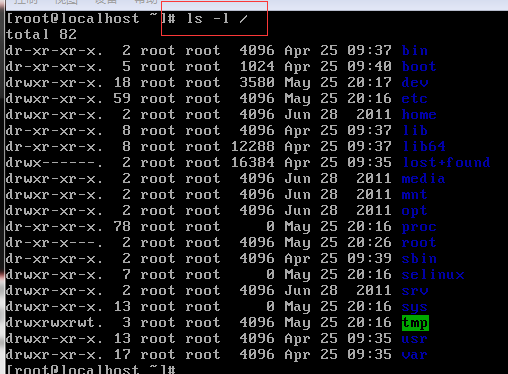 控制 视图 设备 帮助
[root@localhost ~]# ls -l /
total 82
dr-xr-xr-x. 2 root root 4096 Apr 25 09:37 bin
dr-xr-xr-x. 5 root root 1024 Apr 25 09:40 boot
drwxr-xr-x. 18 root root 3580 May 25 20:17 dev
drwxr-xr-x. 59 root root 4096 May 25 20:16 etc
drwxr-xr-x. 2 root root 4096 Jun 28 2011 home
dr-xr-xr-x. 8 root root 4096 Apr 25 09:37 lib
dr-xr-xr-x. 8 root root 12288 Apr 25 09:37 lib64
drwx------. 2 root root 16384 Apr 25 09:35 lost+found
drwxr-xr-x. 2 root root 4096 Jun 28 2011 media
drwxr-xr-x. 2 root root 4096 Jun 28 2011 mnt
drwxr-xr-x. 2 root root 4096 Jun 28 2011 opt
dr-xr-xr-x. 78 root root 0 May 25 20:16 proc
dr-xr-x---. 2 root root 4096 May 25 20:26 root
dr-xr-xr-x. 2 root root 4096 Apr 25 09:39 sbin
drwxr-xr-x. 7 root root 0 May 25 20:16 selinux
drwxr-xr-x. 2 root root 4096 Jun 28 2011 srv
drwxr-xr-x. 13 root root 0 May 25 20:16 sys
drwxrwxrwt. 3 root root 4096 May 25 20:16 tmp
drwxr-xr-x. 13 root root 4096 Apr 25 09:35 usr
drwxr-xr-x. 17 root root 4096 Apr 25 09:35 var
[root@localhost ~]#